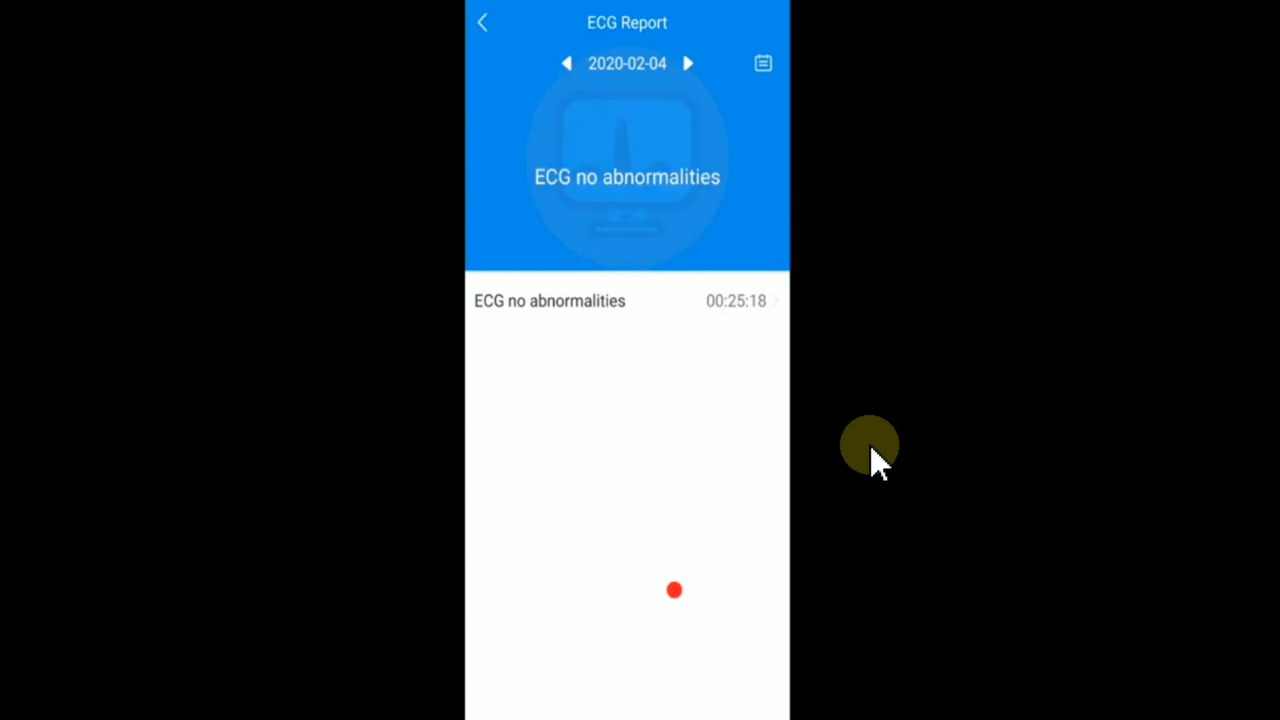 ECG Report
2020-02-04
ECG no abnormalities
ECG no abnormalities 00:25:18